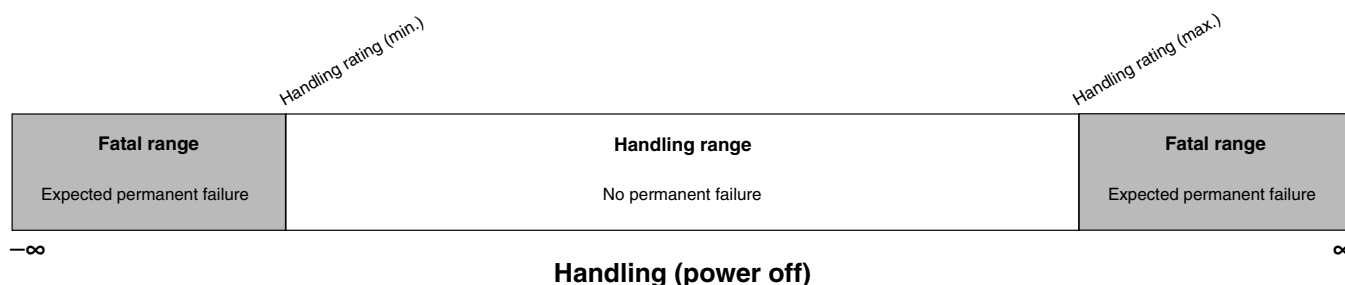 Handling rating (min.)
Handling rating (max.)
Fatal range
Handling range
Fatal range
Expected permanent failure
No permanent failure
Expected permanent failure
–∞
∞
Handling (power off)